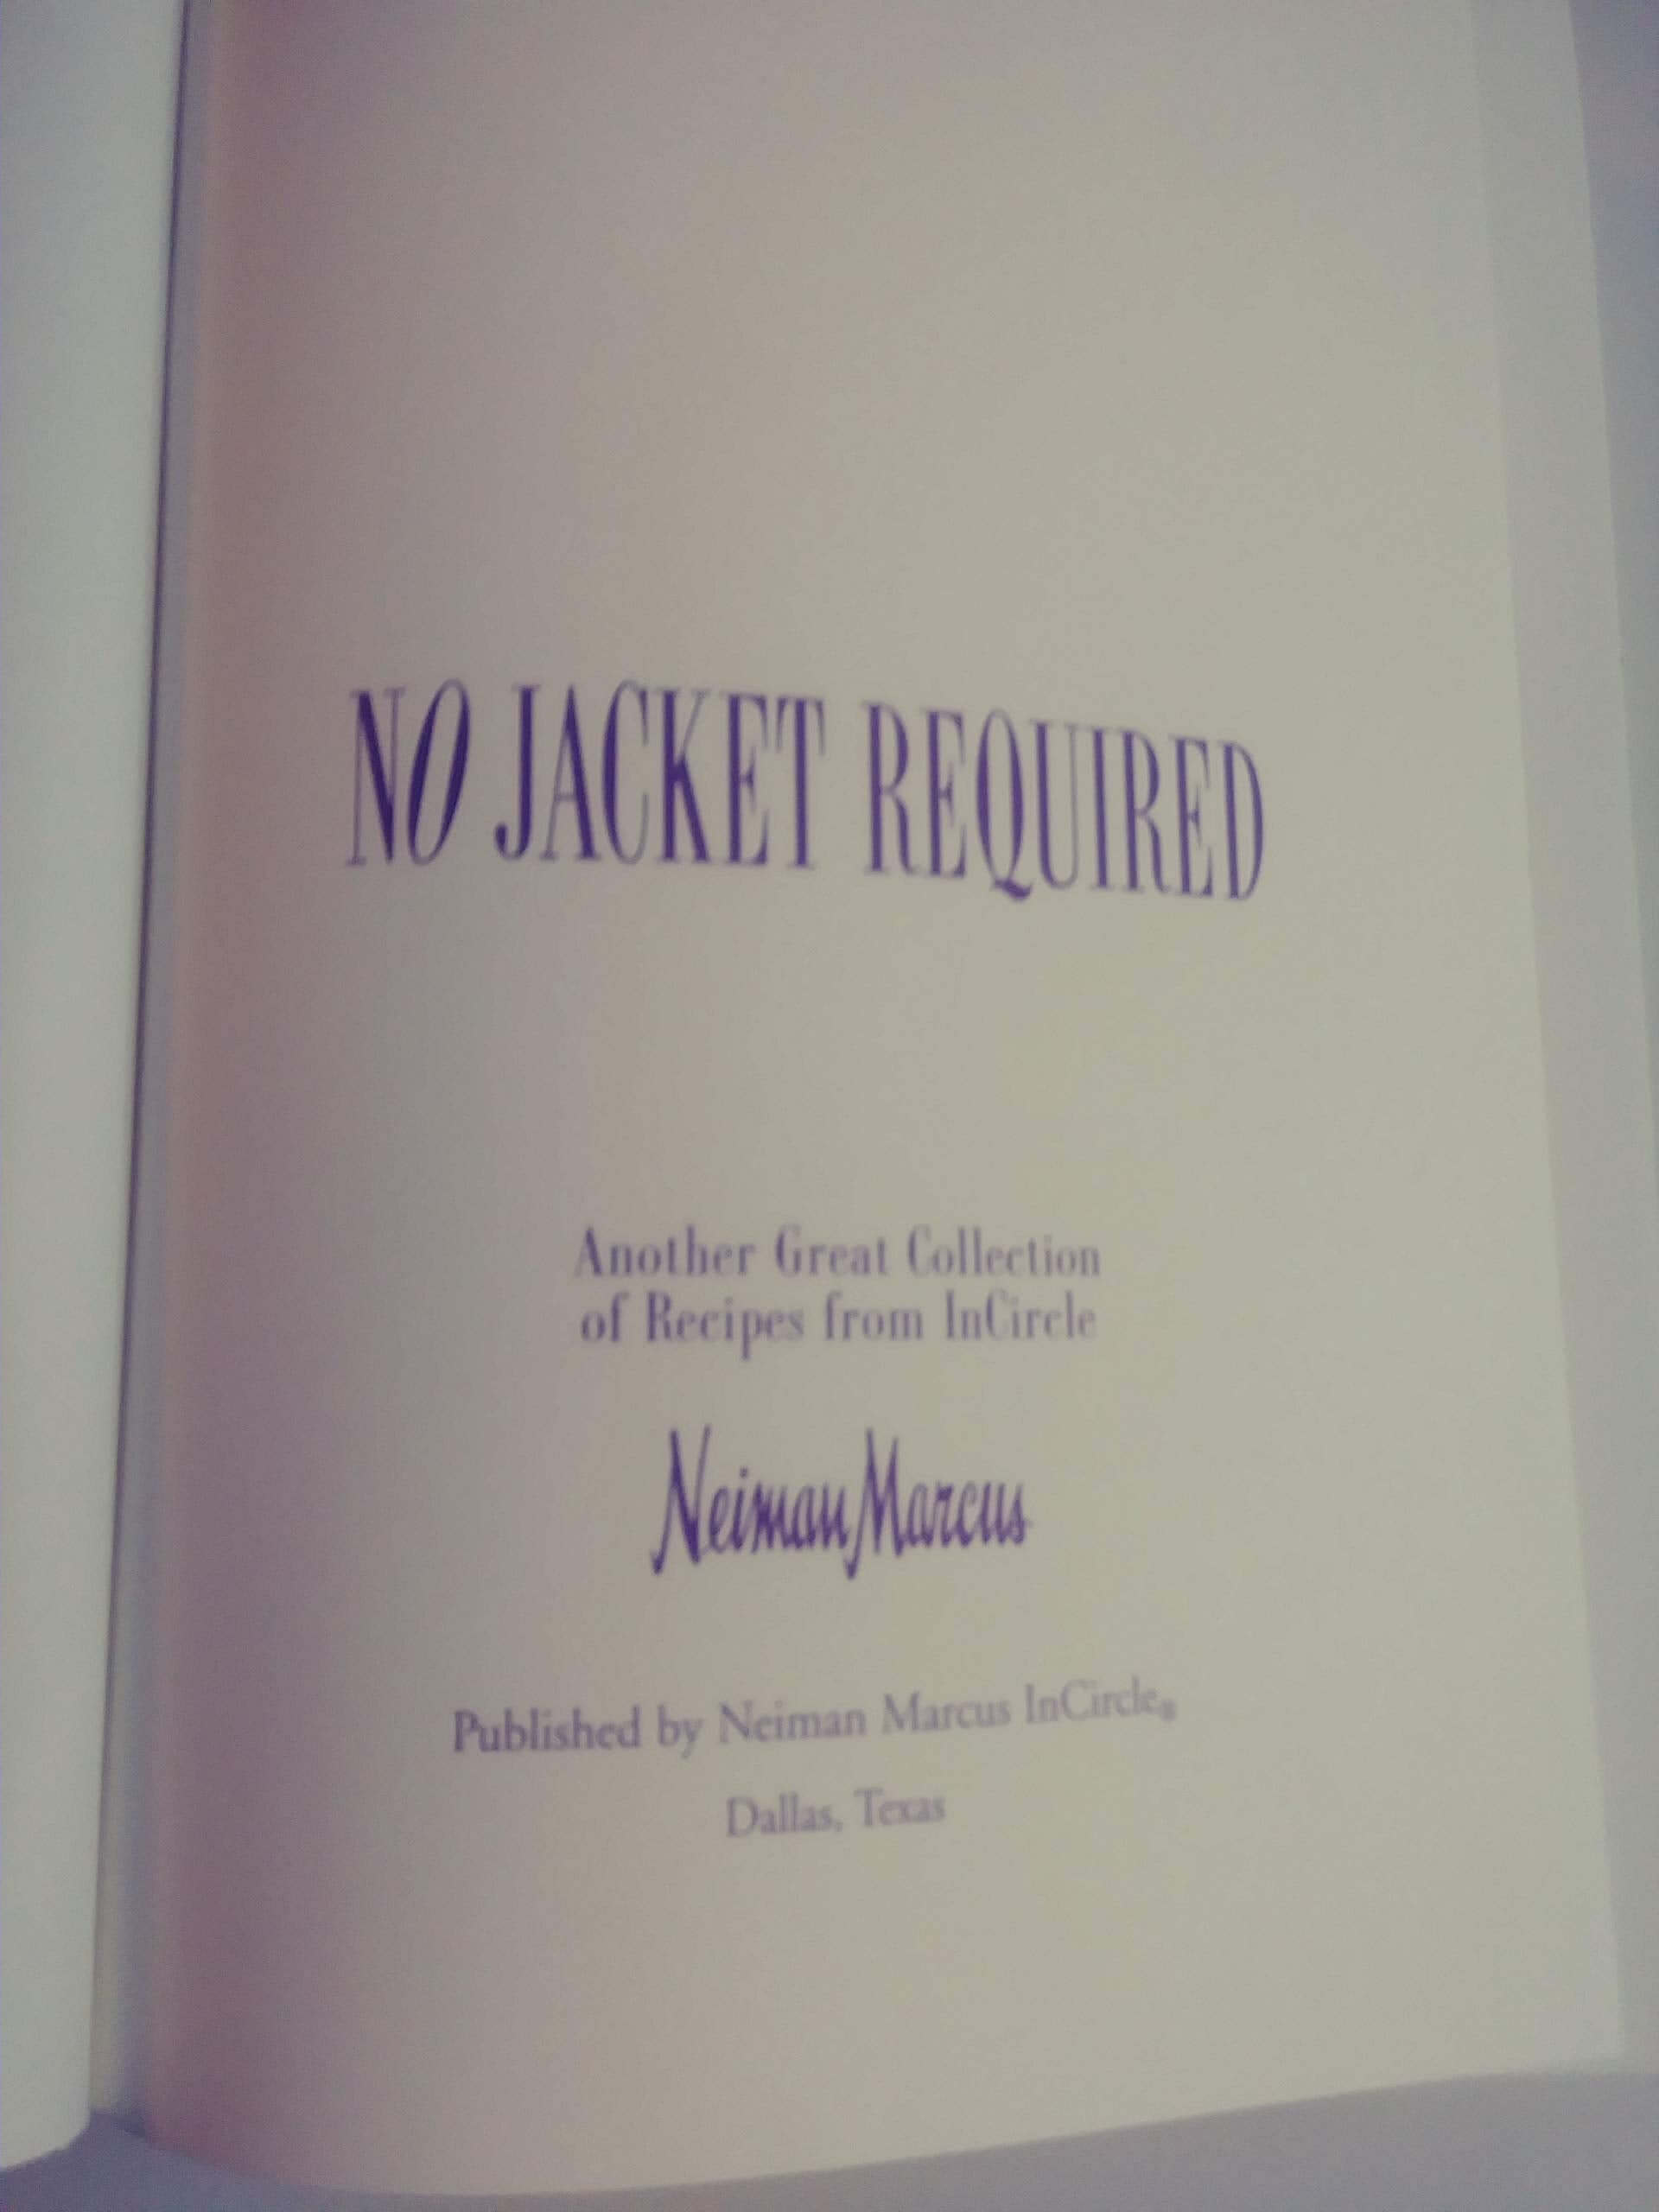 NO JACKET REQUIRED
Another Great Collection
of Recipes from InCircle
Neiman Marcus
Published by Neiman Marcus InCircle®
Dallas, Texas